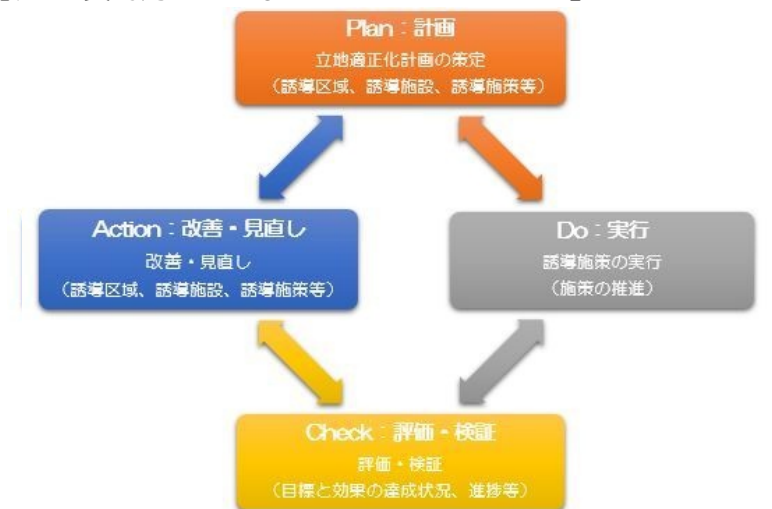 Plan：計画
立地適正化計画の策定
（誘導区域、誘導施設、誘導施策等）
Action：改善・見直し
改善・見直し
（誘導区域、誘導施設、誘導施策等）
Do：実行
誘導施策の実行
（施策の推進）
Check：評価・検証
評価・検証
（目標と効果の達成状況、進捗等）